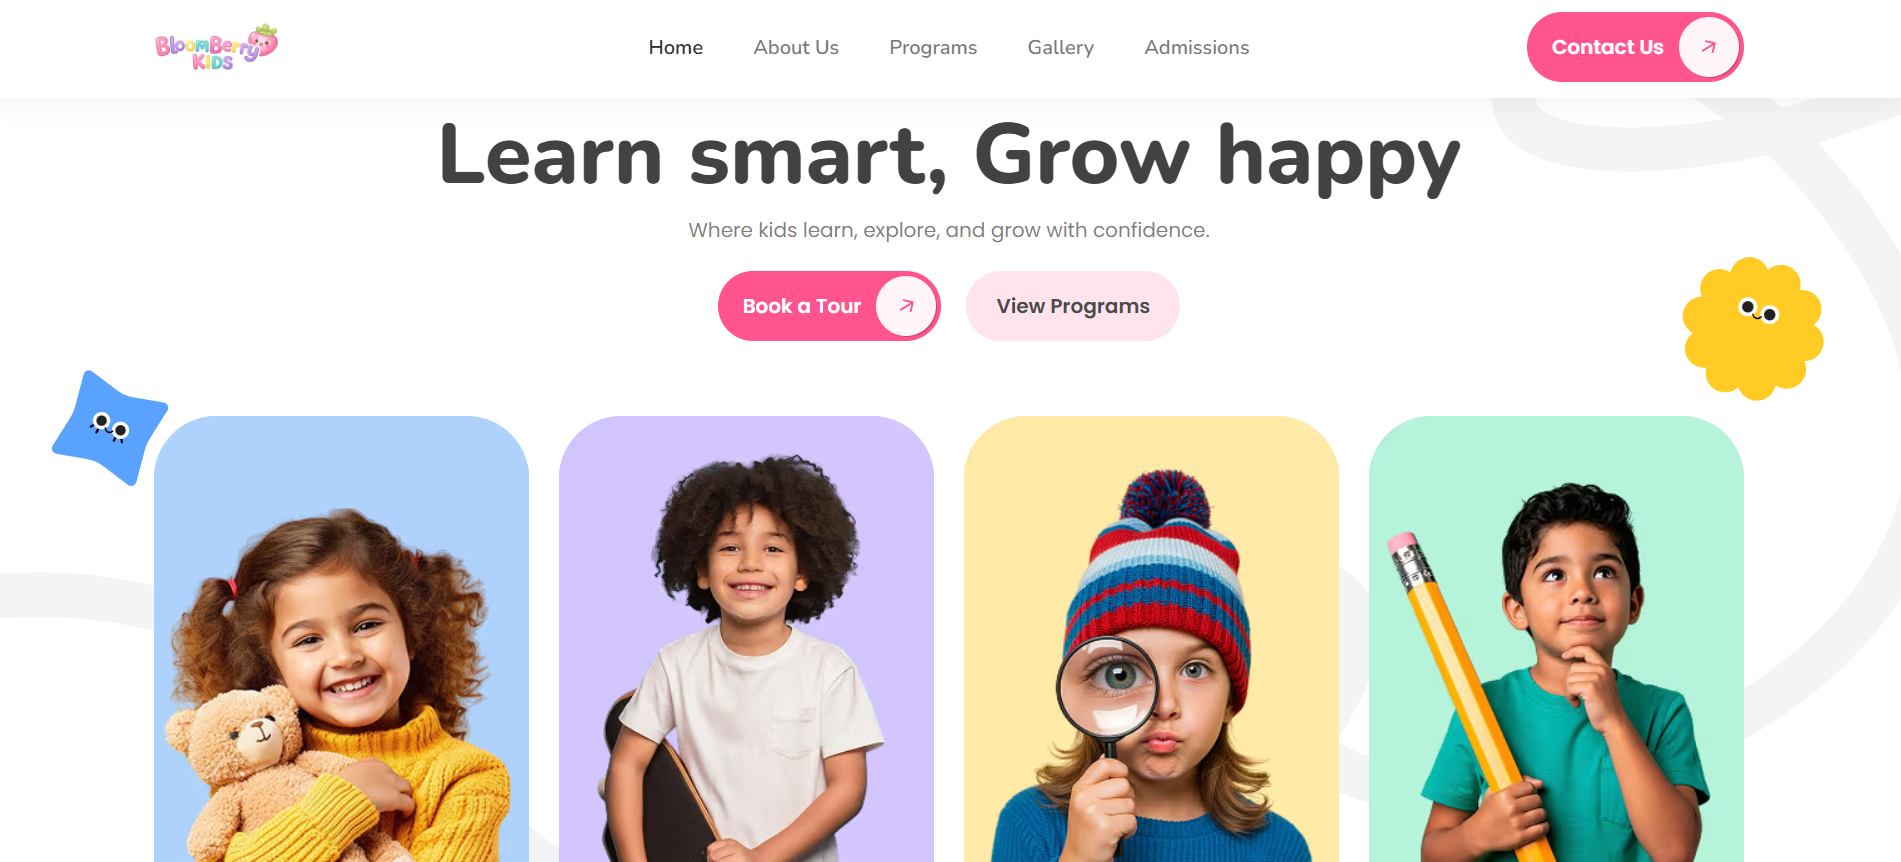 BloomBerry
KIDS
Home
About Us
Programs
Gallery
Admissions
Contact Us
Learn smart, Grow happy
Where kids learn, explore, and grow with confidence.
Book a Tour
View Programs